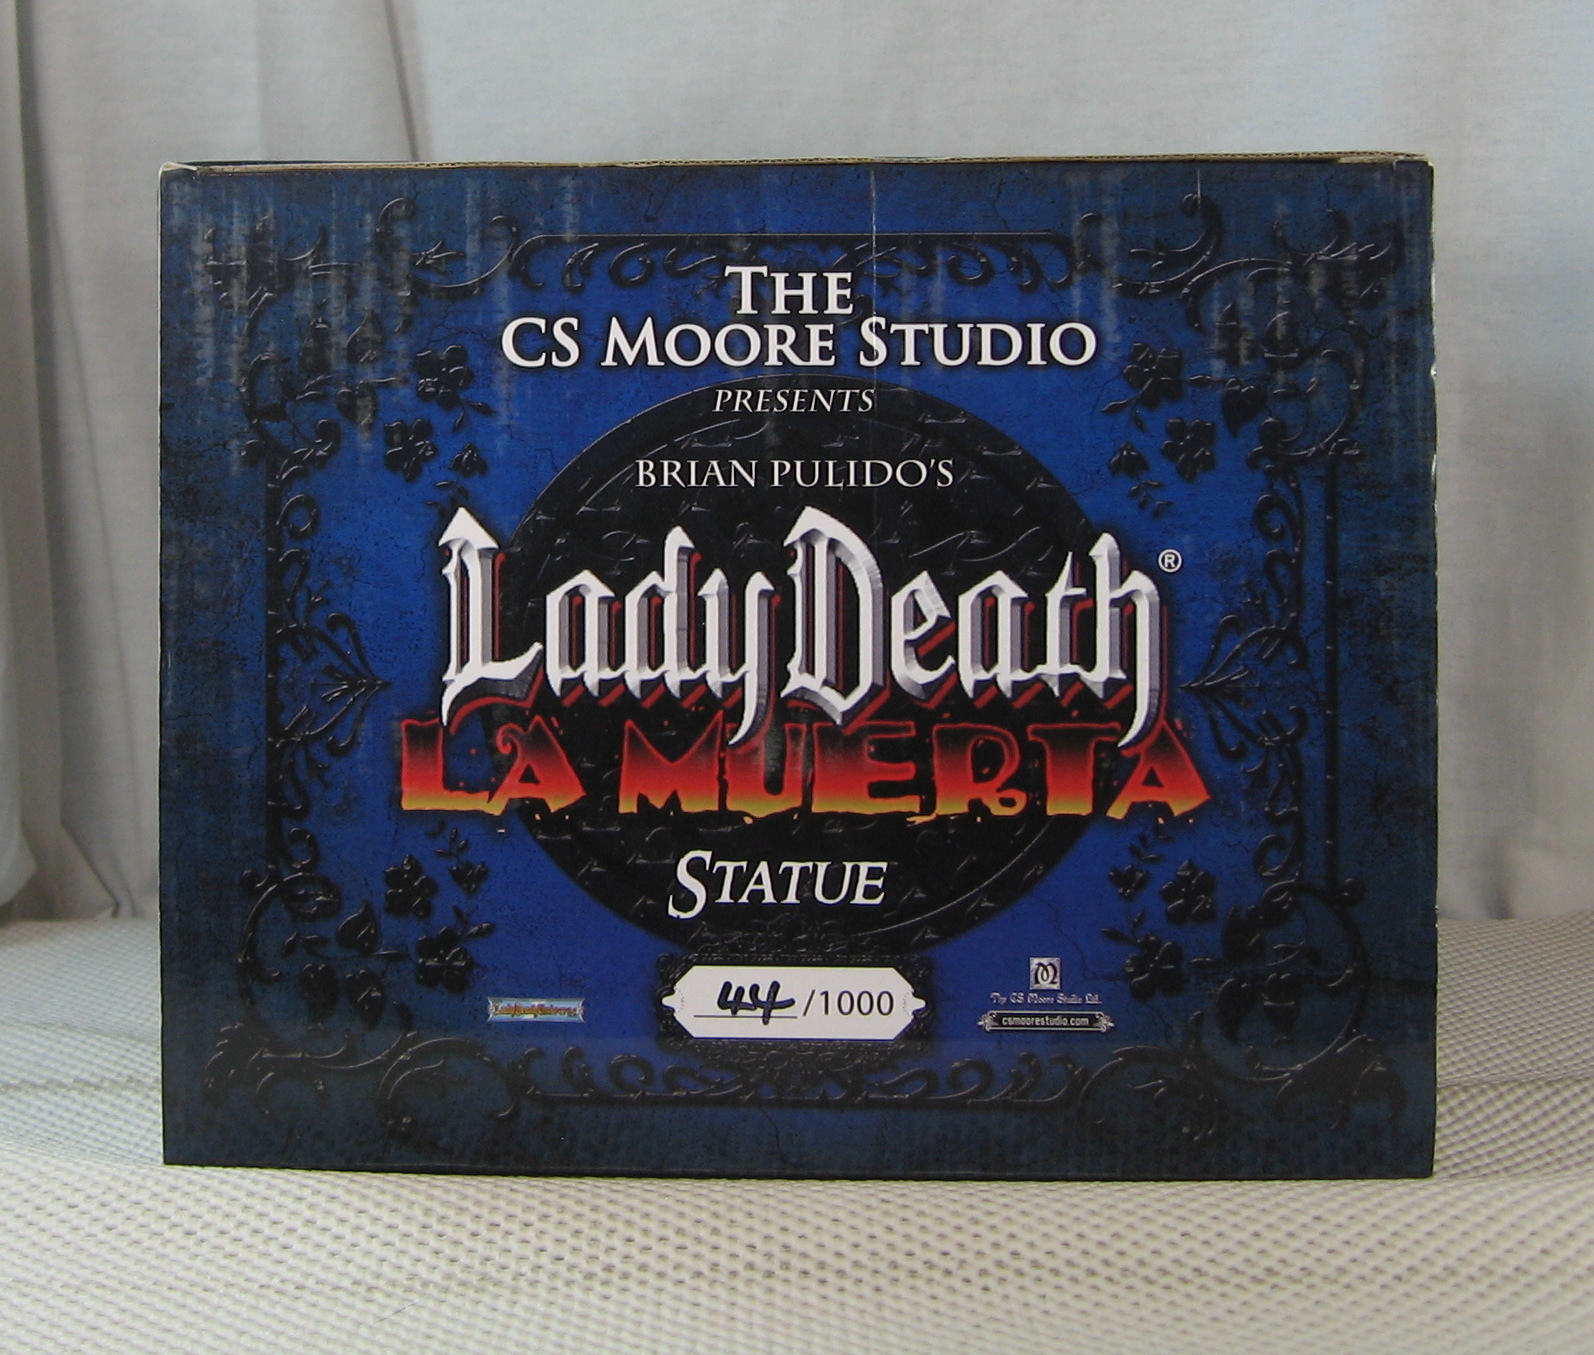 THE
CS MOORE STUDIO
PRESENTS
BRIAN PULIDO'S
Lady Death®
LA MUERTA
STATUE
44/1000
The CS Moore Studio Ltd.
csmoorestudio.com